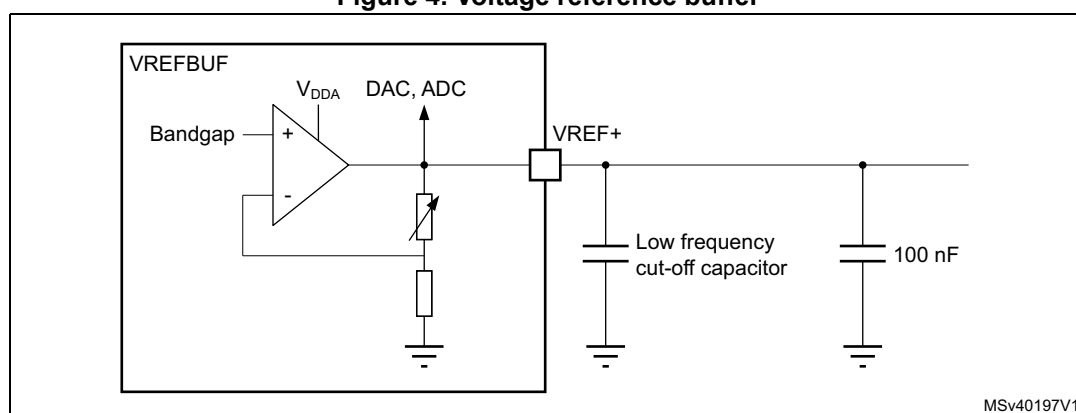 Figure 4. Voltage reference buffer
VREFBUF
VDDA
DAC, ADC
Bandgap
+
-
VREF+
Low frequency
cut-off capacitor
100 nF
MSv40197V1